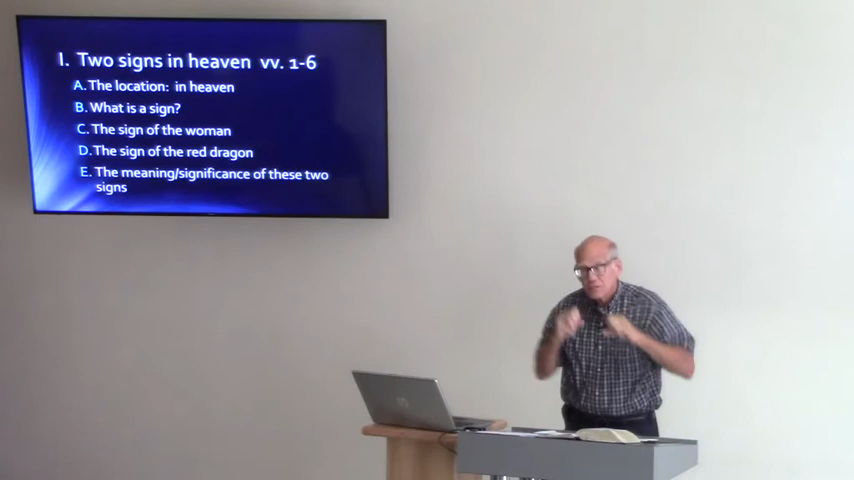 I. Two signs in heaven vv. 1-6
A. The location: in heaven
B. What is a sign?
C. The sign of the woman
D. The sign of the red dragon
E. The meaning/significance of these two
signs
hp